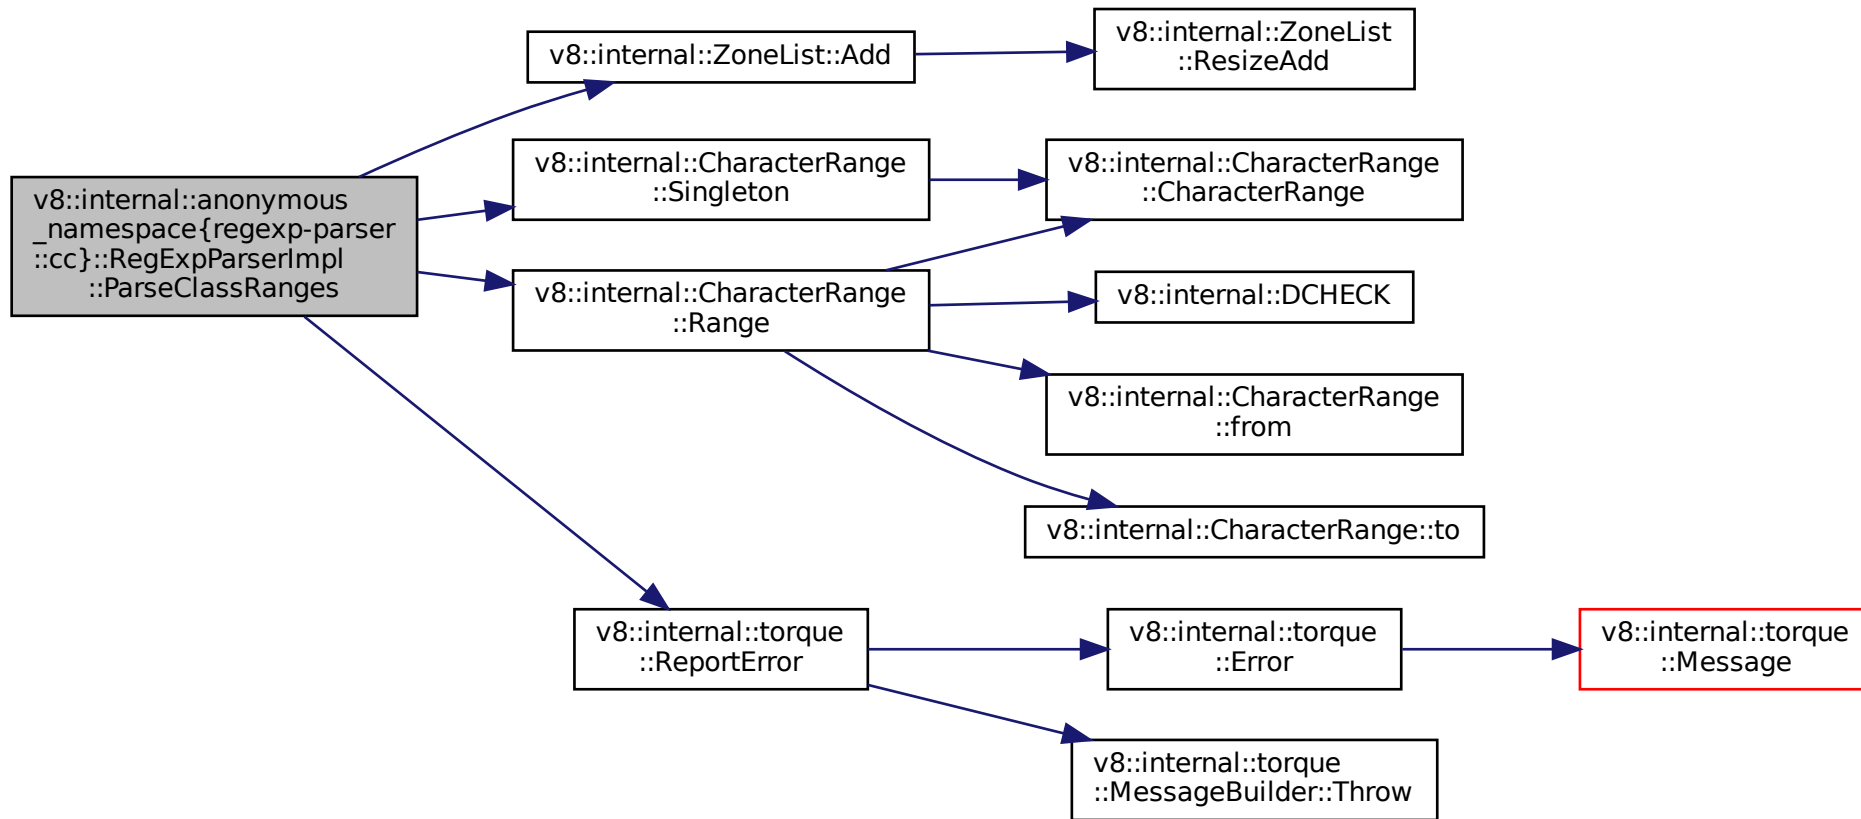 v8::internal::anonymous
_namespace{regexp-parser
::cc}::RegExpParserImpl
::ParseClassRanges
v8::internal::ZoneList::Add
v8::internal::ZoneList
::ResizeAdd
v8::internal::CharacterRange
::Singleton
v8::internal::CharacterRange
::CharacterRange
v8::internal::CharacterRange
::Range
v8::internal::DCHECK
v8::internal::CharacterRange
::from
v8::internal::CharacterRange::to
v8::internal::torque
::ReportError
v8::internal::torque
::Error
v8::internal::torque
::Message
v8::internal::torque
::MessageBuilder::Throw